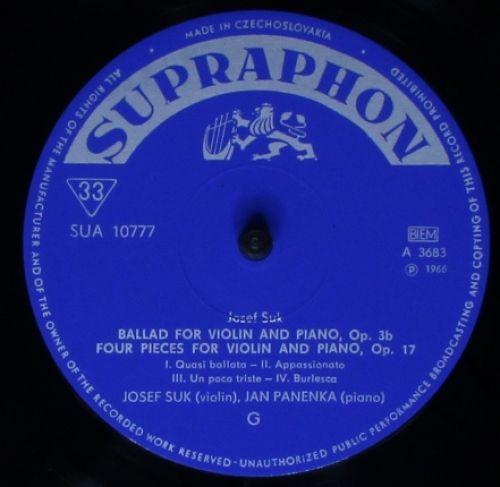 MADE IN CZECHOSLOVAKIA •
ALL RIGHTS OF THE MANUFACTURER AND OF THE OWNER OF THE RECORDED WORK RESERVED - UNAUTHORIZED PUBLIC PERFORMANCE BROADCASTING AND COPYING OF THIS RECORD PROHIBITED
SUPRAPHON
33
SUA 10777
BIEM
A 3683
Ⓟ 1966
Josef Suk
BALLAD FOR VIOLIN AND PIANO, Op. 3b
FOUR PIECES FOR VIOLIN AND PIANO, Op. 17
I. Quasi ballata – II. Appassionato
III. Un poco triste – IV. Burlesca
JOSEF SUK (violin), JAN PANENKA (piano)
G